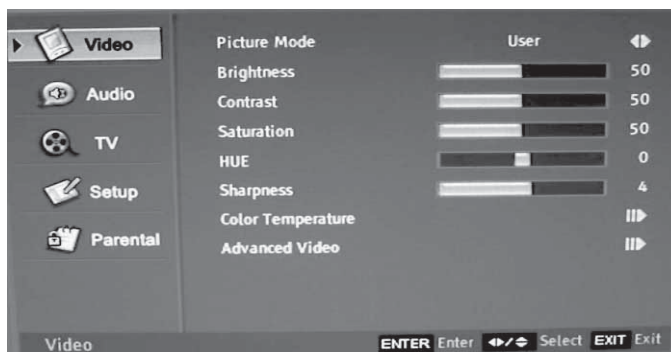 Video
Audio
TV
Setup
Parental
Picture Mode User
Brightness 50
Contrast 50
Saturation 50
HUE 0
Sharpness 4
Color Temperature
Advanced Video
Video ENTER Enter Select EXIT Exit